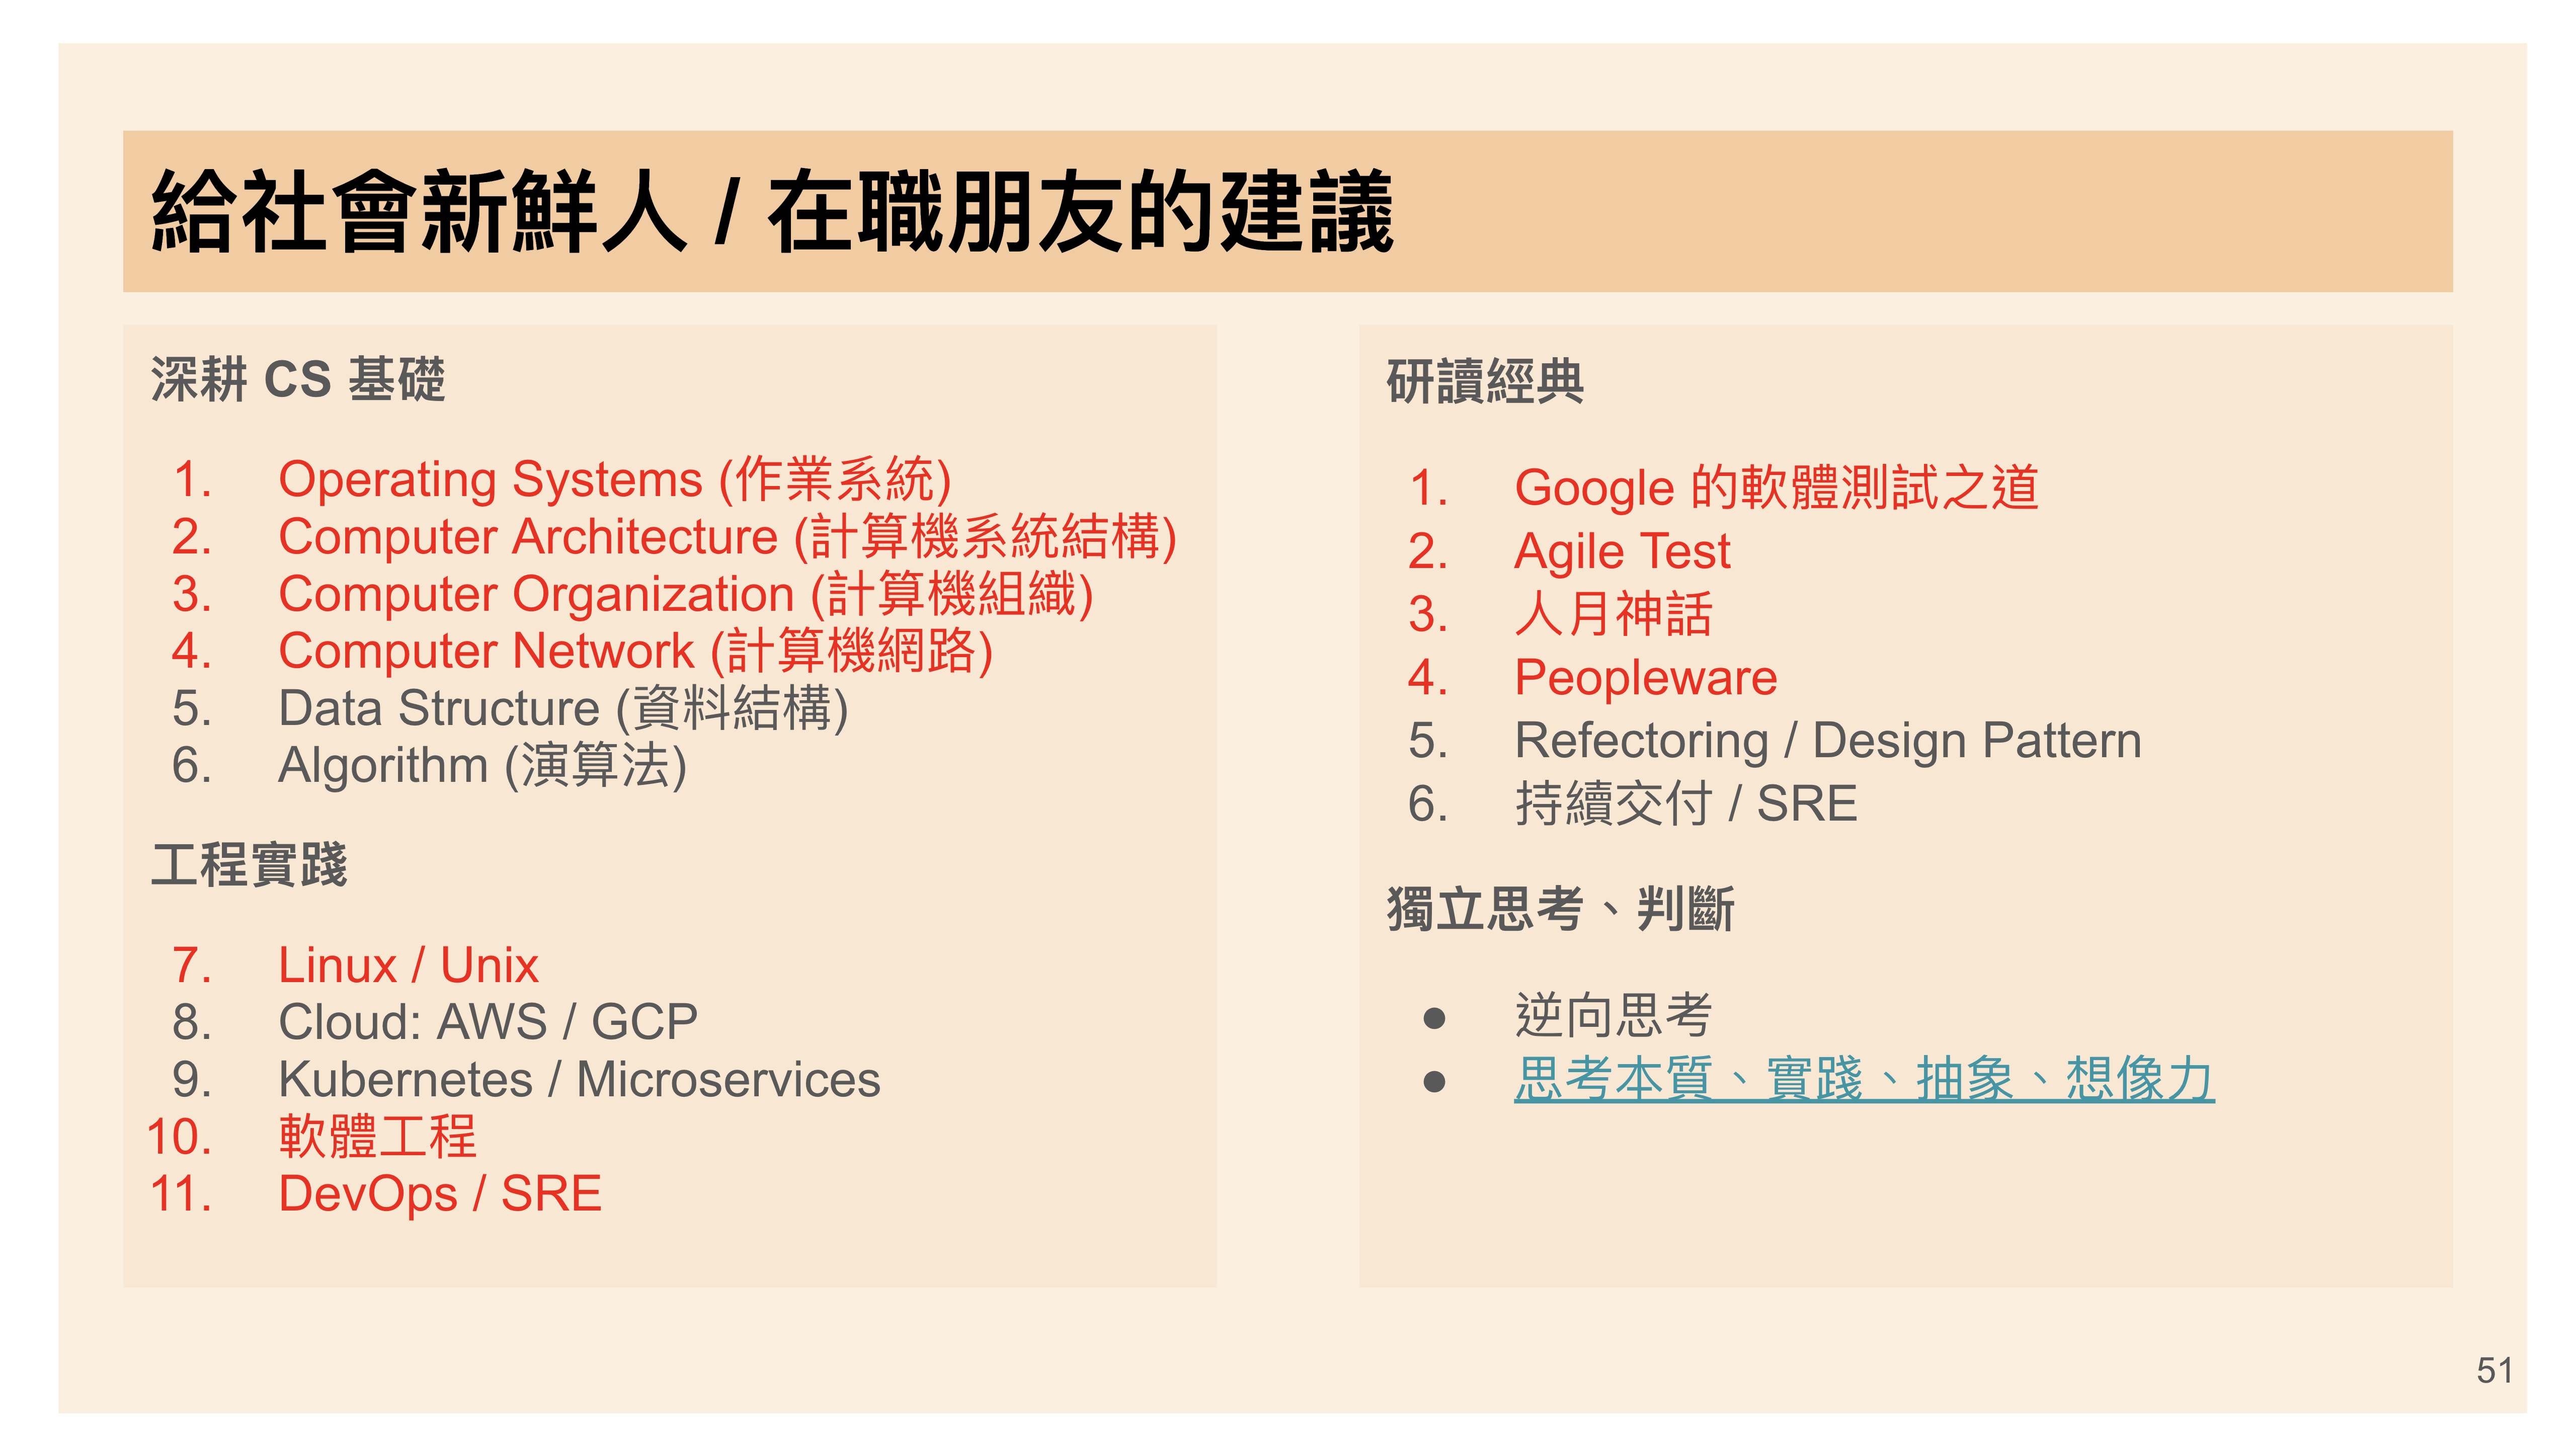 給社會新鮮人 / 在職朋友的建議
深耕 CS 基礎
1. Operating Systems (作業系統)
2. Computer Architecture (計算機系統結構)
3. Computer Organization (計算機組織)
4. Computer Network (計算機網路)
5. Data Structure (資料結構)
6. Algorithm (演算法)
工程實踐
7. Linux / Unix
8. Cloud: AWS / GCP
9. Kubernetes / Microservices
10. 軟體工程
11. DevOps / SRE
研讀經典
1. Google 的軟體測試之道
2. Agile Test
3. 人月神話
4. Peopleware
5. Refectoring / Design Pattern
6. 持續交付 / SRE
獨立思考、判斷
● 逆向思考
● 思考本質、實踐、抽象、想像力
51